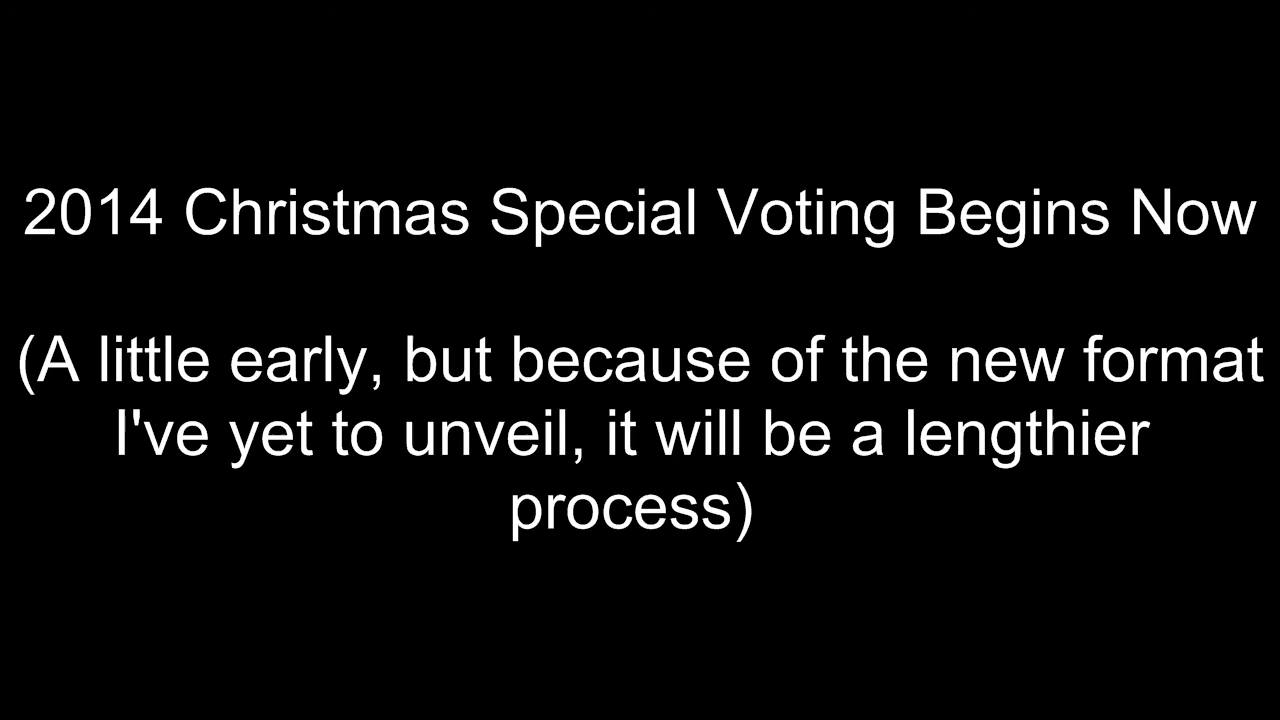 2014 Christmas Special Voting Begins Now
(A little early, but because of the new format
I've yet to unveil, it will be a lengthier
process)